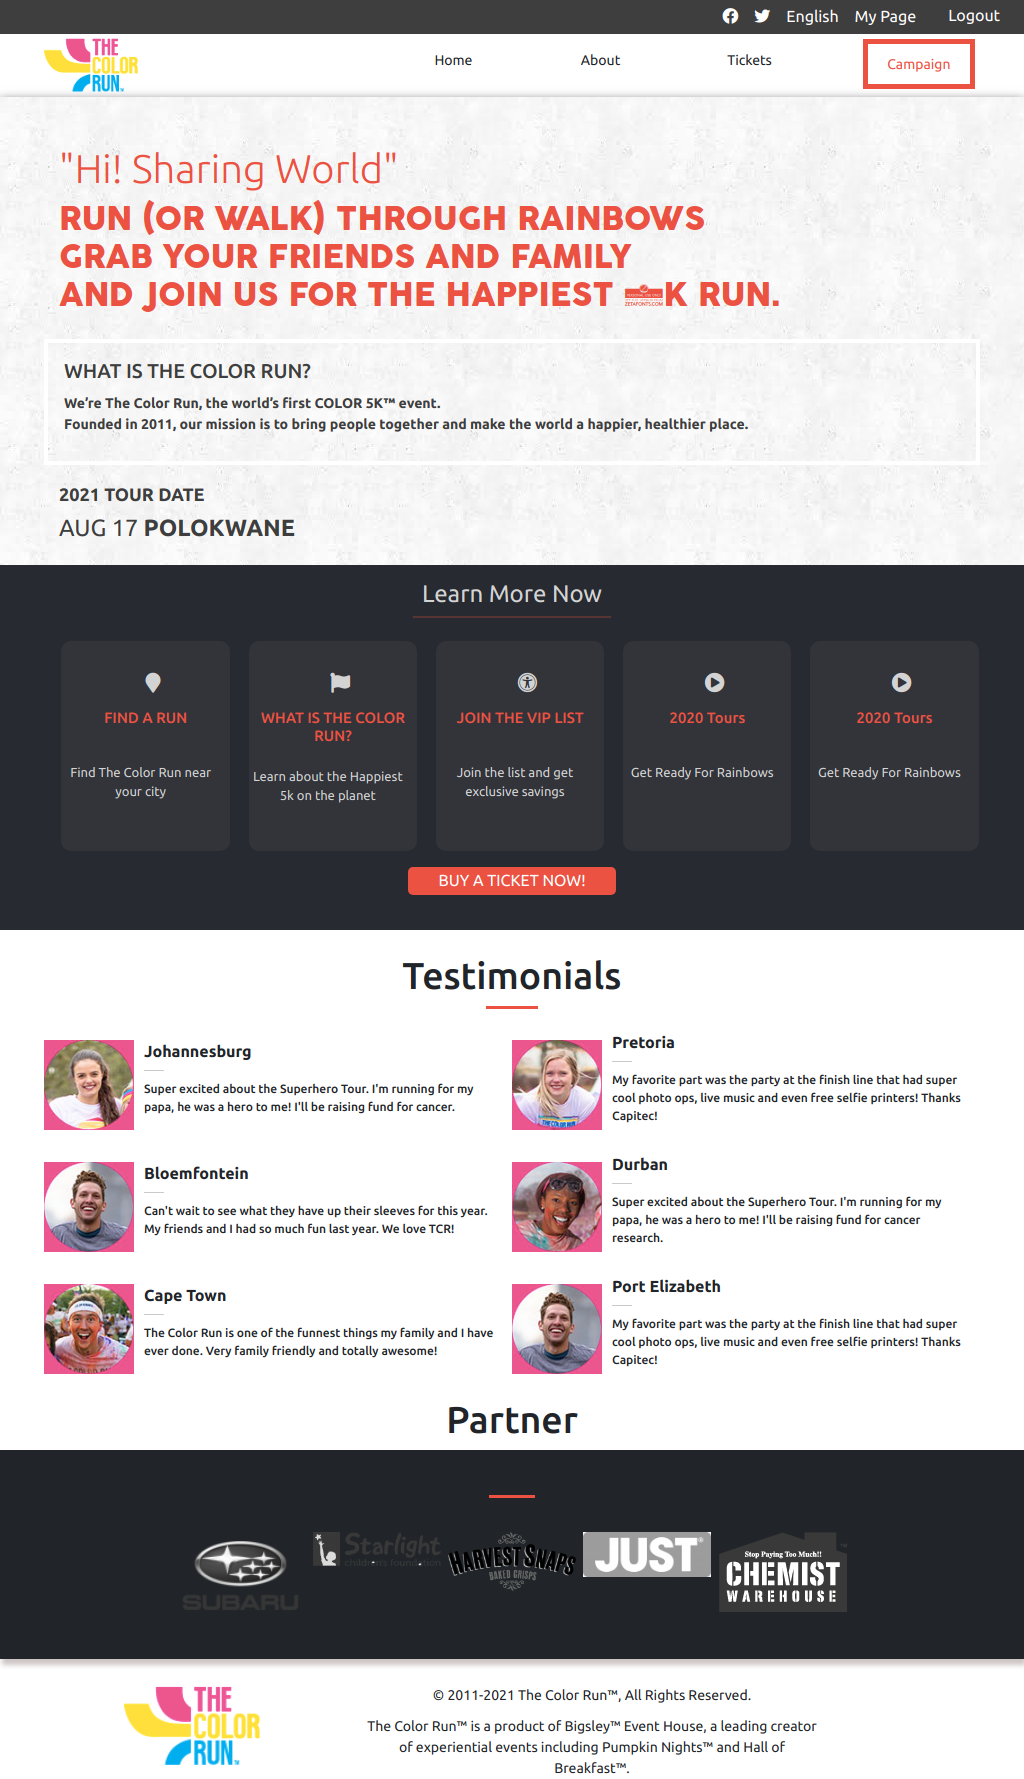 English My Page Logout
THE
COLOR
RUN
Home About Tickets Campaign
"Hi! Sharing World"
RUN (OR WALK) THROUGH RAINBOWS
GRAB YOUR FRIENDS AND FAMILY
AND JOIN US FOR THE HAPPIEST K RUN.
ZETAFONTS.COM
WHAT IS THE COLOR RUN?
We’re The Color Run, the world’s first COLOR 5K™ event.
Founded in 2011, our mission is to bring people together and make the world a happier, healthier place.
2021 TOUR DATE
AUG 17 POLOKWANE
Learn More Now
FIND A RUN
Find The Color Run near
your city
WHAT IS THE COLOR
RUN?
Learn about the Happiest
5k on the planet
JOIN THE VIP LIST
Join the list and get
exclusive savings
2020 Tours
Get Ready For Rainbows
2020 Tours
Get Ready For Rainbows
BUY A TICKET NOW!
Testimonials
Johannesburg
Super excited about the Superhero Tour. I'm running for my
papa, he was a hero to me! I'll be raising fund for cancer.
Pretoria
My favorite part was the party at the finish line that had super
cool photo ops, live music and even free selfie printers! Thanks
Capitec!
Bloemfontein
Can't wait to see what they have up their sleeves for this year.
My friends and I had so much fun last year. We love TCR!
Durban
Super excited about the Superhero Tour. I'm running for my
papa, he was a hero to me! I'll be raising fund for cancer
research.
Cape Town
The Color Run is one of the funnest things my family and I have
ever done. Very family friendly and totally awesome!
Port Elizabeth
My favorite part was the party at the finish line that had super
cool photo ops, live music and even free selfie printers! Thanks
Capitec!
Partner
SUBARU
Starlight
children's foundation
HARVEST SNAPS
BAKED CRISPS
JUST
Stop Paying Too Much!!
CHEMIST
WAREHOUSE
THE
COLOR
RUN
© 2011-2021 The Color Run™, All Rights Reserved.
The Color Run™ is a product of Bigsley™ Event House, a leading creator
of experiential events including Pumpkin Nights™ and Hall of
Breakfast™.